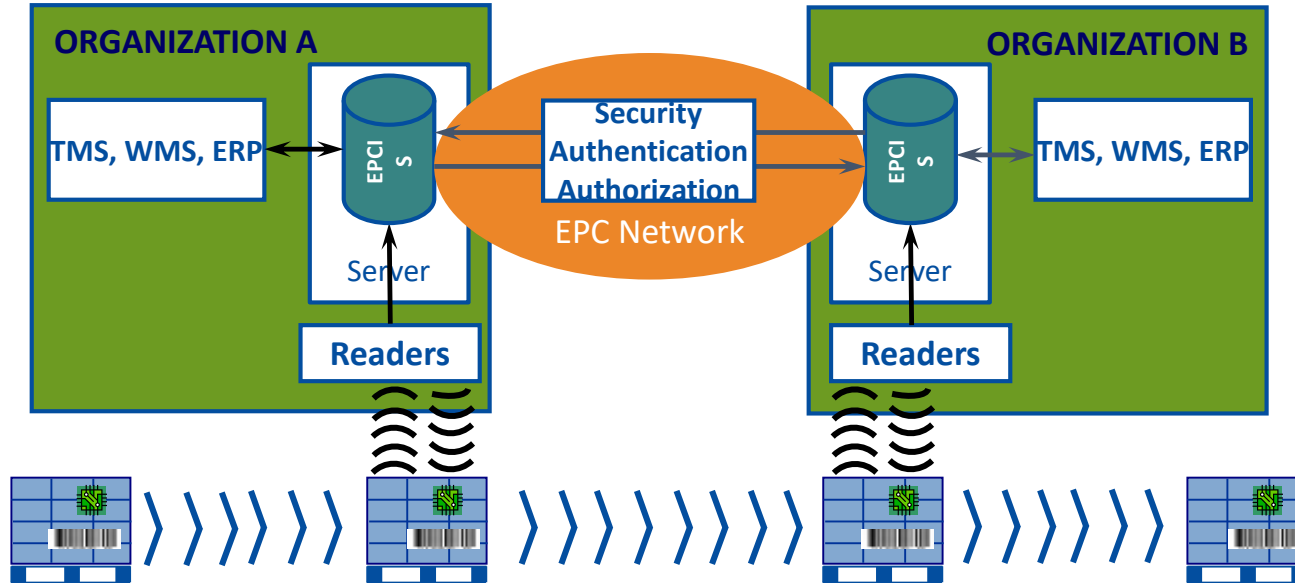 ORGANIZATION A
ORGANIZATION B
TMS, WMS, ERP
EPCI
S
Server
Readers
Security
Authentication
Authorization
EPC Network
EPCI
S
Server
Readers
TMS, WMS, ERP